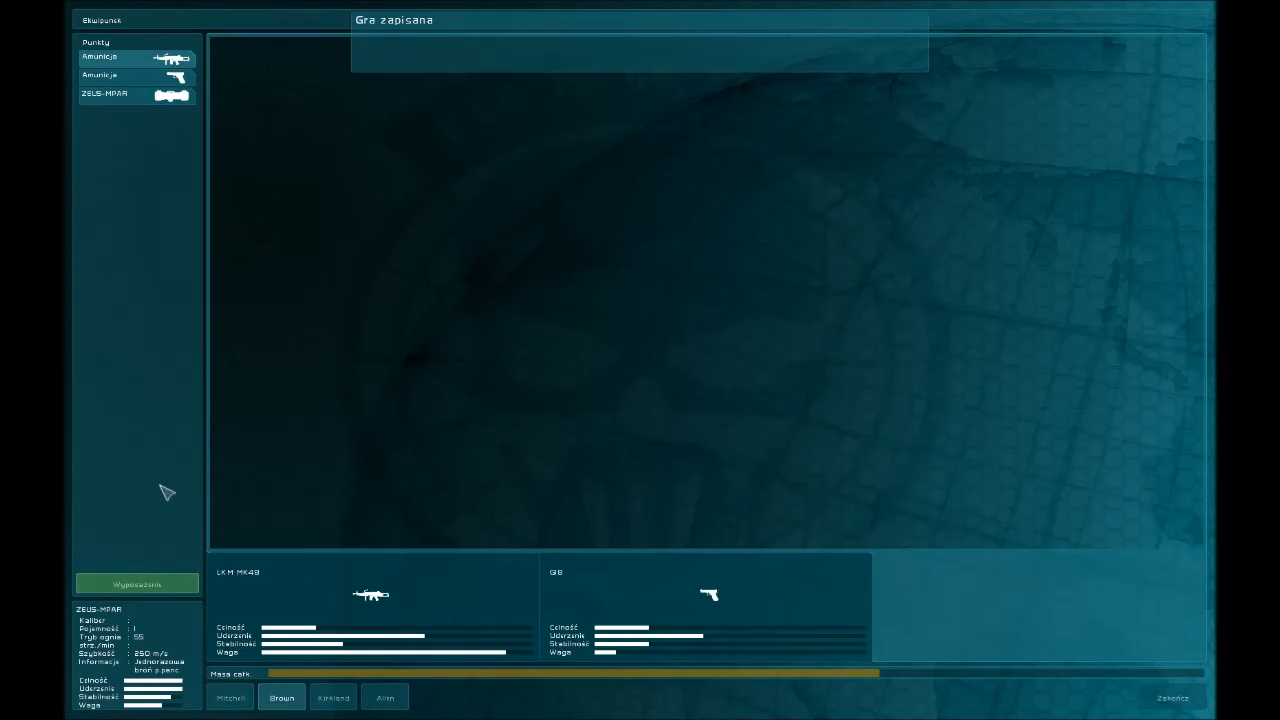 Ekwipunek
Gra zapisana
Punkty
Amunicja
Amunicja
ZEUS-MPAR
Wyposażenie
ZEUS-MPAR
Kaliber :
Pojemność : 1
Tryb ognia : SS
strz./min :
Szybkość : 250 m/s
Informacje : Jednorazowa
broń p.panc
Celność
Uderzenie
Stabilność
Waga
LKM MK48
Celność
Uderzenie
Stabilność
Waga
G18
Celność
Uderzenie
Stabilność
Waga
Masa całk.
Mitchell
Brown
Kirkland
Allen
Zakończ